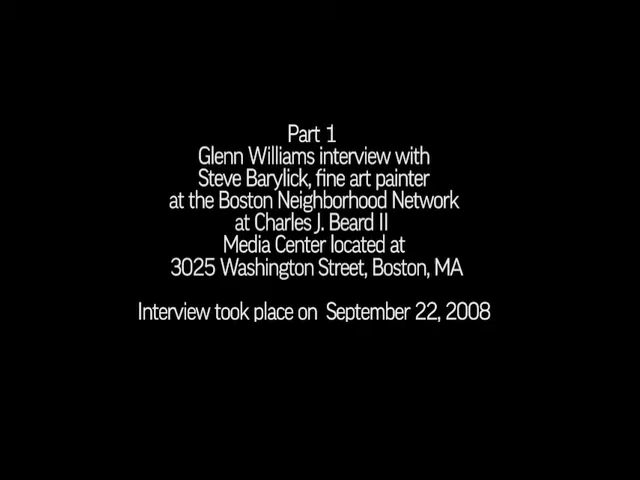 Part 1
Glenn Williams interview with
Steve Barylick, fine art painter
at the Boston Neighborhood Network
at Charles J. Beard II
Media Center located at
3025 Washington Street, Boston, MA
Interview took place on September 22, 2008